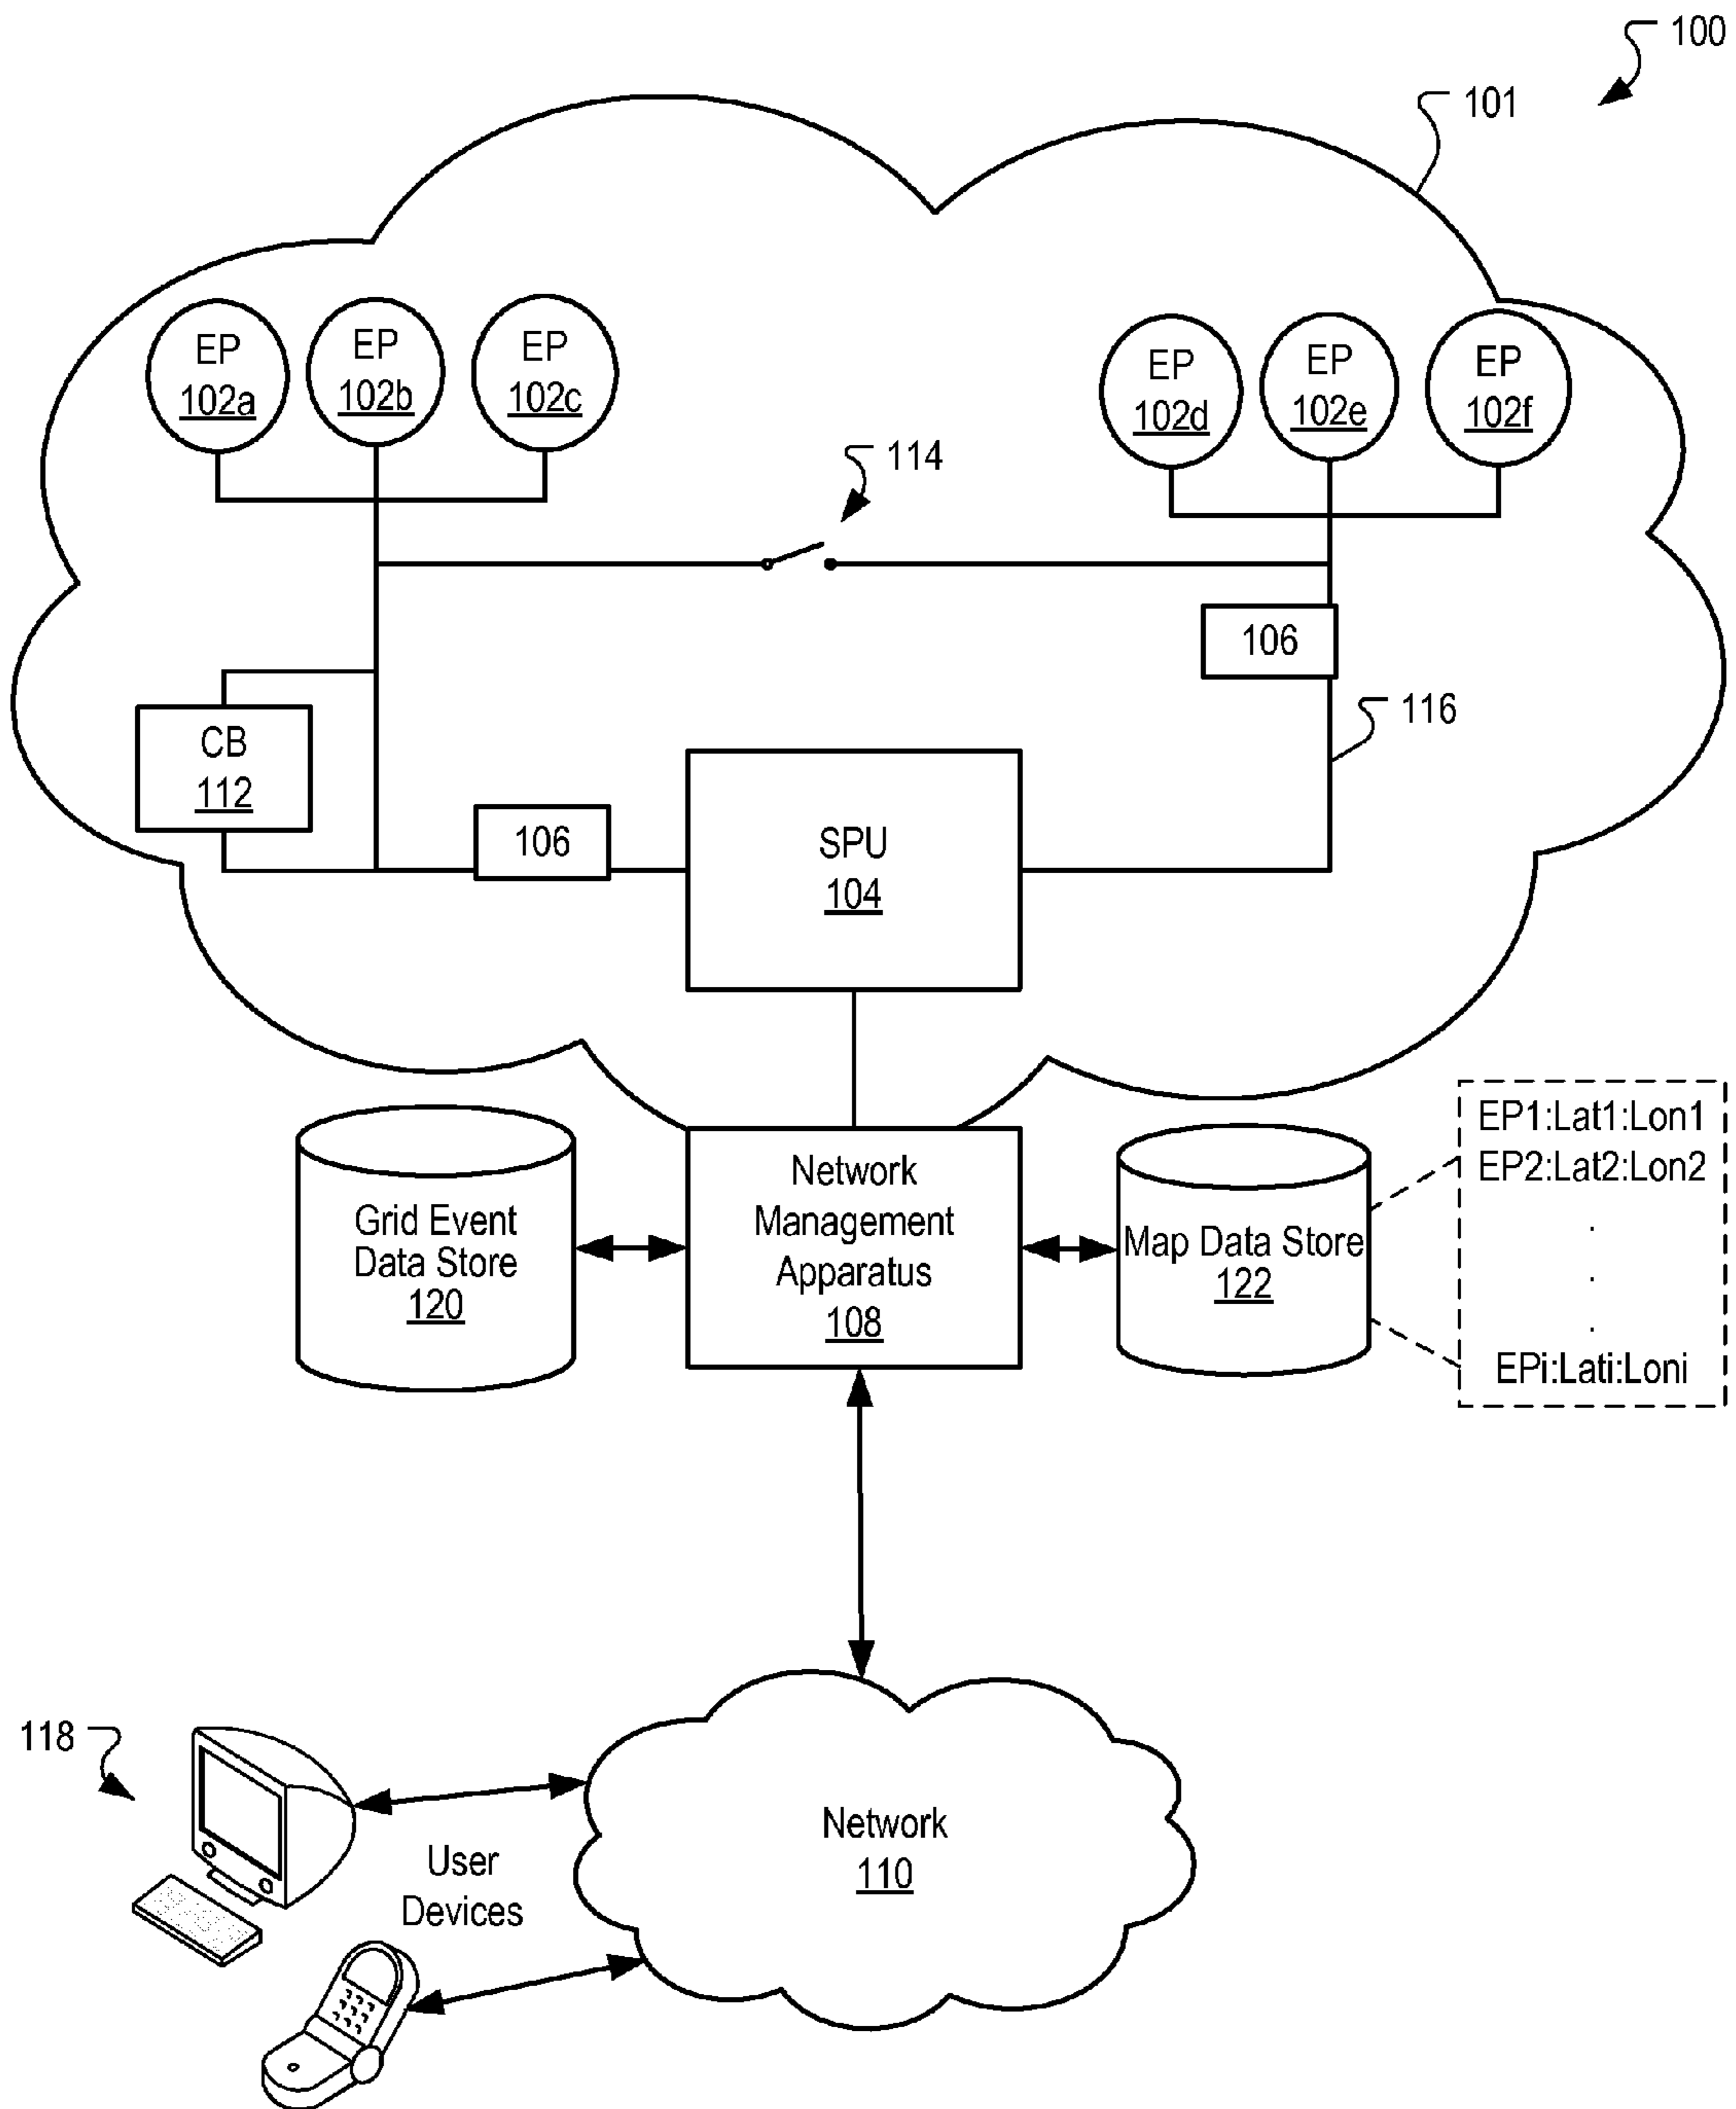 100
101
EP
102a
EP
102b
EP
102c
EP
102d
EP
102e
EP
102f
114
106
116
CB
112
106
SPU
104
EP1:Lat1:Lon1
EP2:Lat2:Lon2
.
.
.
EPi:Lati:Loni
Grid Event
Data Store
120
Network
Management
Apparatus
108
Map Data Store
122
118
User
Devices
Network
110